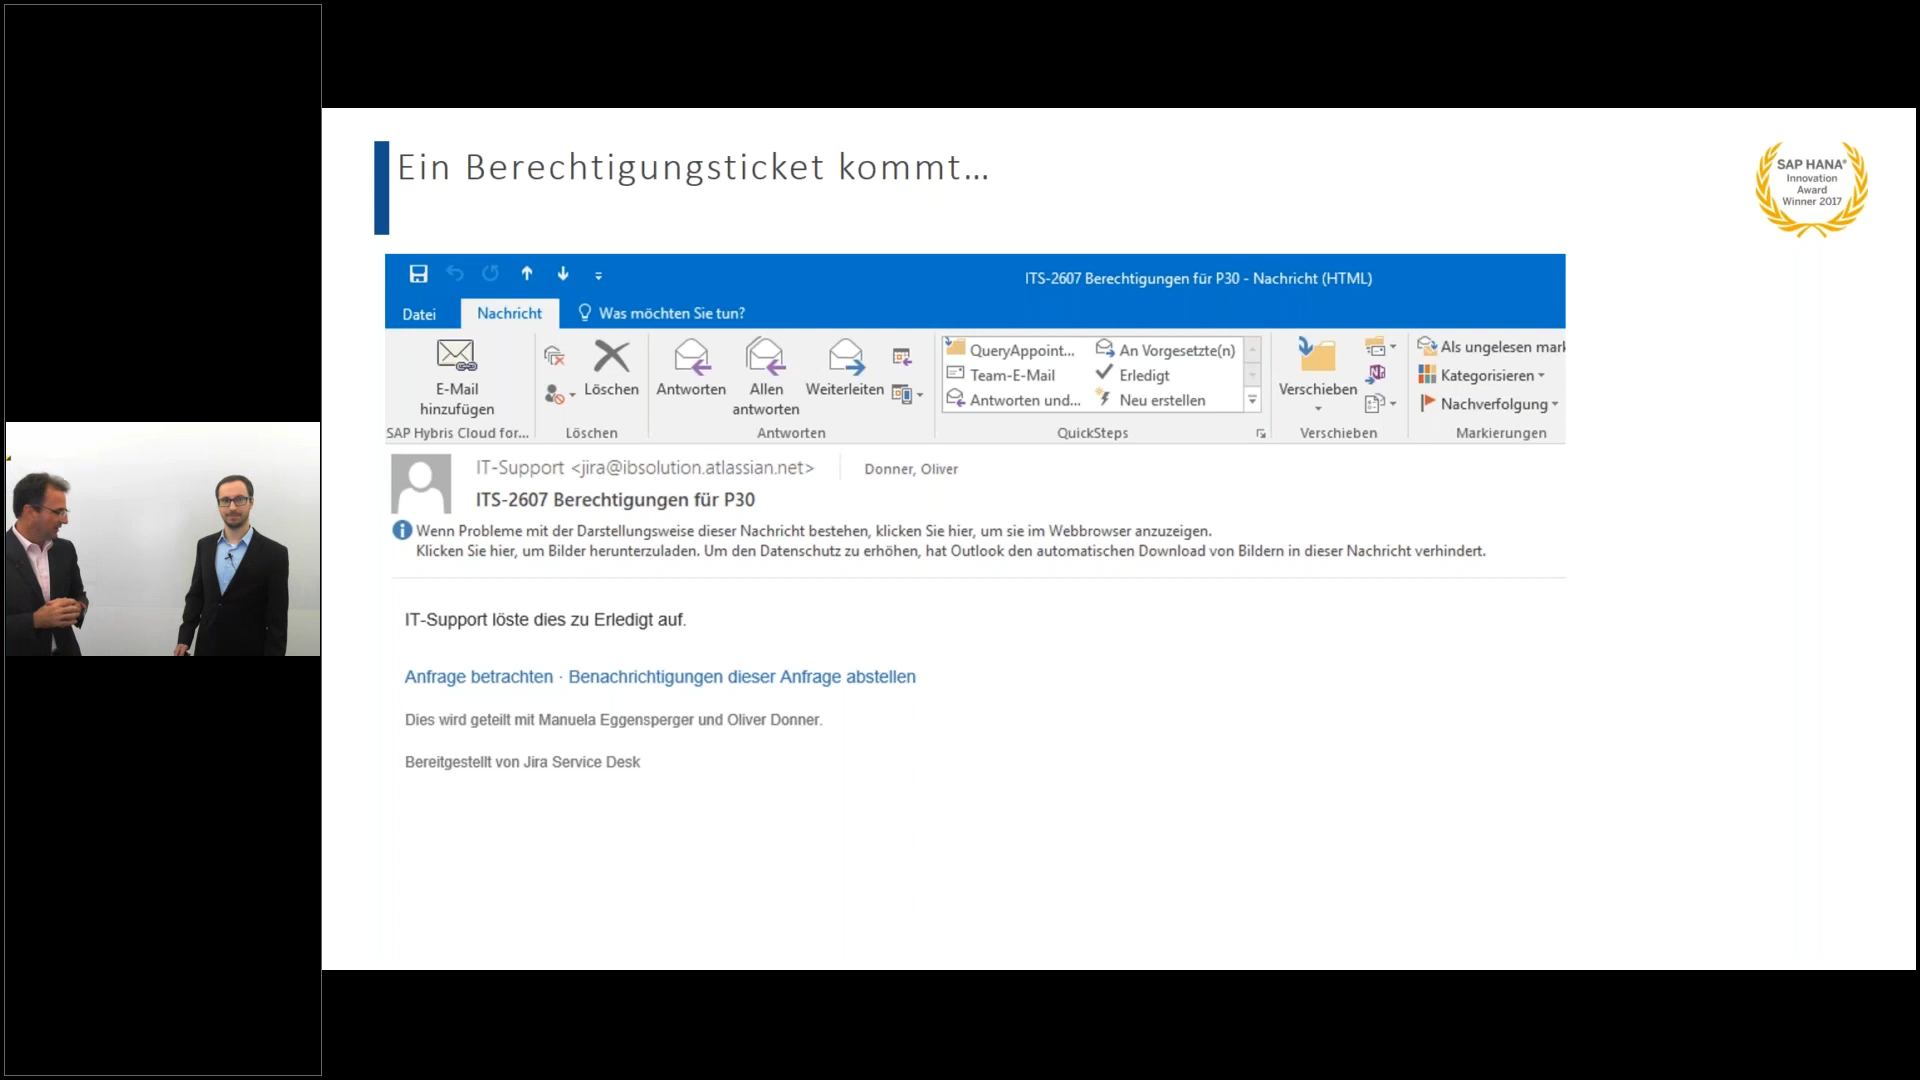 Ein Berechtigungsticket kommt...
SAP HANA®
Innovation
Award
Winner 2017
ITS-2607 Berechtigungen für P30 - Nachricht (HTML)
Datei
Nachricht
Was möchten Sie tun?
E-Mail
hinzufügen
SAP Hybris Cloud for...
Löschen
Löschen
Antworten
Allen
antworten
Weiterleiten
Antworten
QueryAppoint...
An Vorgesetzte(n)
Team-E-Mail
Erledigt
Antworten und...
Neu erstellen
QuickSteps
Verschieben
Verschieben
Als ungelesen mark
Kategorisieren
Nachverfolgung
Markierungen
IT-Support <jira@ibsolution.atlassian.net>
Donner, Oliver
ITS-2607 Berechtigungen für P30
Wenn Probleme mit der Darstellungsweise dieser Nachricht bestehen, klicken Sie hier, um sie im Webbrowser anzuzeigen.
Klicken Sie hier, um Bilder herunterzuladen. Um den Datenschutz zu erhöhen, hat Outlook den automatischen Download von Bildern in dieser Nachricht verhindert.
IT-Support löste dies zu Erledigt auf.
Anfrage betrachten · Benachrichtigungen dieser Anfrage abstellen
Dies wird geteilt mit Manuela Eggensperger und Oliver Donner.
Bereitgestellt von Jira Service Desk